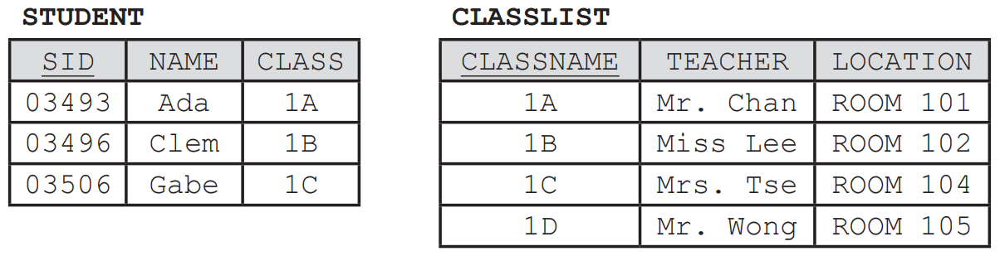 STUDENT
SID NAME CLASS
03493 Ada 1A
03496 Clem 1B
03506 Gabe 1C
CLASSLIST
CLASSNAME TEACHER LOCATION
1A Mr. Chan ROOM 101
1B Miss Lee ROOM 102
1C Mrs. Tse ROOM 104
1D Mr. Wong ROOM 105